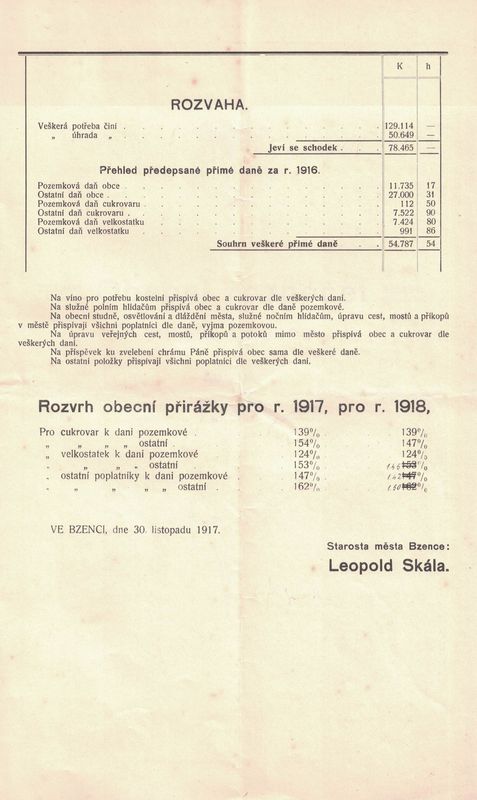 K h
ROZVAHA.
Veškerá potřeba činí . . . . . . . . . . . . 129.114 —
„ úhrada „ . . . . . . . . . . . . 50.649 —
Jeví se schodek . . . 78.465 —
Přehled předepsané přímé daně za r. 1916.
Pozemková daň obce . . . . . . . . . . . . 11.735 17
Ostatní daň obce . . . . . . . . . . . . . 27.000 31
Pozemková daň cukrovaru . . . . . . . . . . . 112 50
Ostatní daň cukrovaru . . . . . . . . . . . . 7.522 90
Pozemková daň velkostatku . . . . . . . . . . 7.424 80
Ostatní daň velkostatku . . . . . . . . . . . 991 86
Souhrn veškeré přímé daně . . 54.787 54
Na víno pro potřebu kostelní přispívá obec a cukrovar dle veškerých daní.
Na služné polním hlídačům přispívá obec a cukrovar dle daně pozemkové.
Na obecní studně, osvětlování a dláždění města, služné nočním hlídačům, úpravu cest, mostů a příkopů
v městě přispívají všichni poplatníci dle daně, vyjma pozemkovou.
Na úpravu veřejných cest, mostů, příkopů a potoků mimo město přispívá obec a cukrovar dle
veškerých daní.
Na příspěvek ku zvelebení chrámu Páně přispívá obec sama dle veškeré daně.
Na ostatní položky přispívají všichni poplatníci dle veškerých daní.
Rozvrh obecní přirážky pro r. 1917, pro r. 1918,
Pro cukrovar k dani pozemkové . 139% 139%
„ „ „ „ ostatní . 154% 147%
„ velkostatek k dani pozemkové 124% 124%
„ „ „ „ ostatní 153% 146 153%
„ ostatní poplatníky k dani pozemkové 147% 142 147%
„ „ „ „ „ ostatní . 162% 150 162%
VE BZENCI, dne 30. listopadu 1917.
Starosta města Bzence:
Leopold Skála.